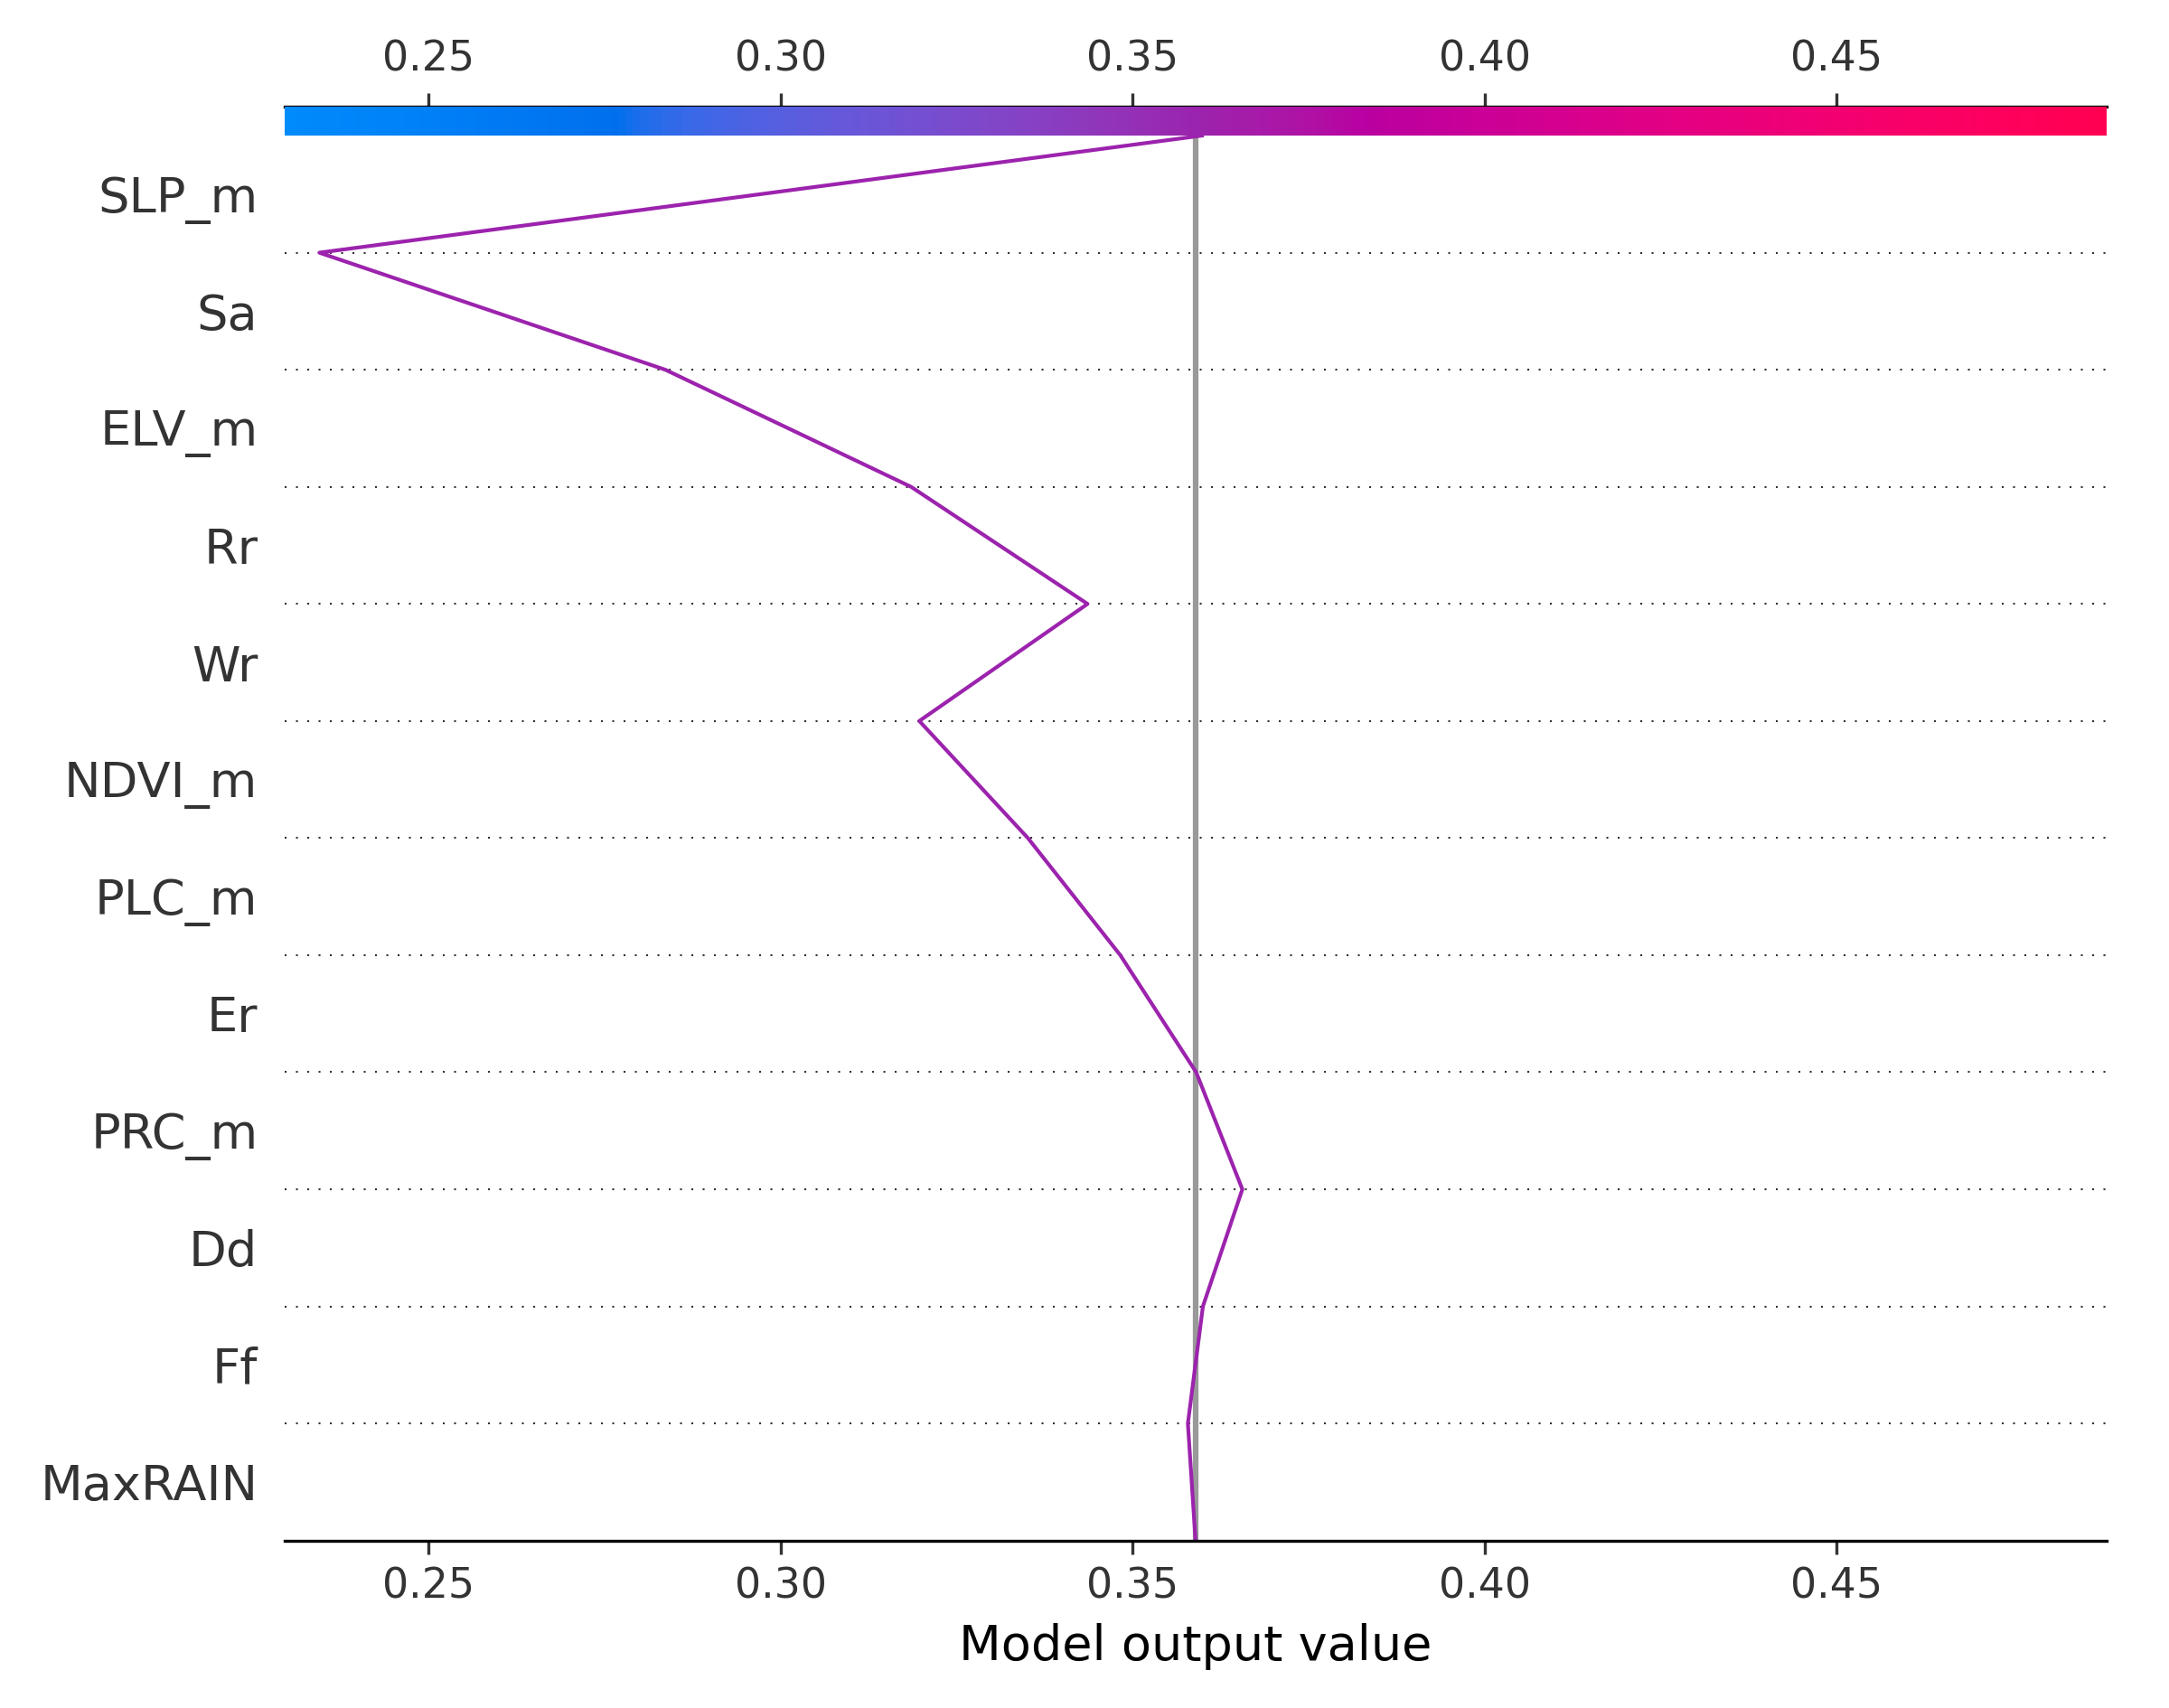 0.25 0.30 0.35 0.40 0.45
SLP_m
Sa
ELV_m
Rr
Wr
NDVI_m
PLC_m
Er
PRC_m
Dd
Ff
MaxRAIN
0.25 0.30 0.35 0.40 0.45
Model output value